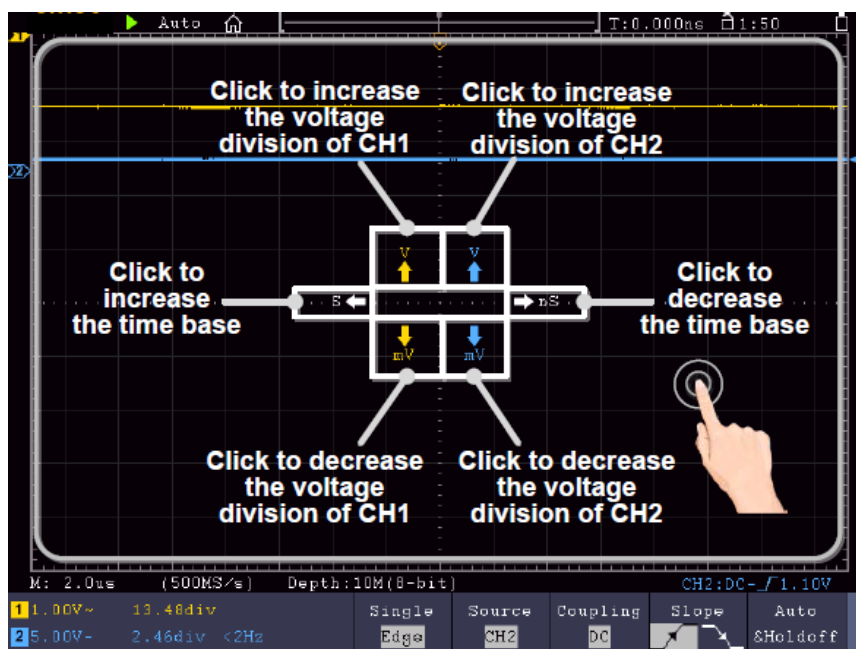 Auto T:0.000ns 1:50
1
Click to increase
the voltage
division of CH1
Click to increase
the voltage
division of CH2
2
V V
Click to
increase
the time base
S nS
Click to
decrease
the time base
mV mV
Click to decrease
the voltage
division of CH1
Click to decrease
the voltage
division of CH2
M: 2.0us (500MS/s) Depth:10M(8-bit) CH2:DC- 1.10V
1 1.00V~ 13.48div
2 5.00V- 2.46div <2Hz
Single
Edge
Source
CH2
Coupling
DC
Slope
Auto
&Holdoff